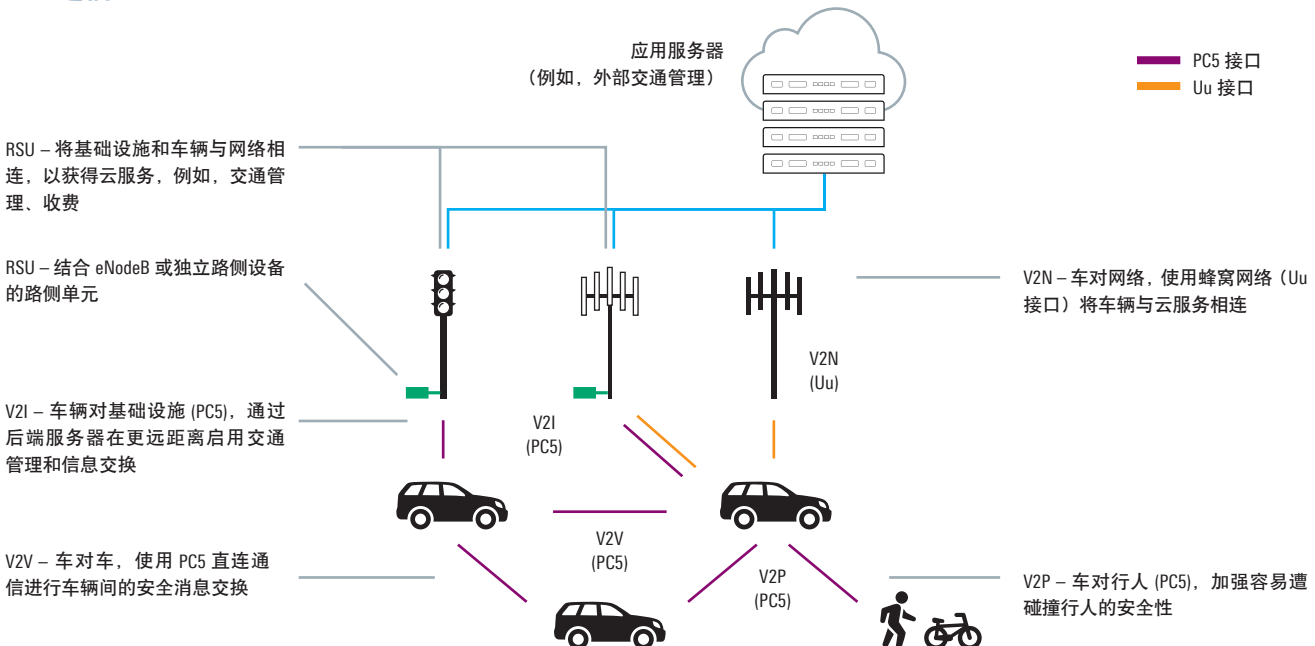 应用服务器
（例如，外部交通管理）
PC5 接口
Uu 接口
RSU – 将基础设施和车辆与网络相
连，以获得云服务，例如，交通管
理、收费
RSU – 结合 eNodeB 或独立路侧设备
的路侧单元
V2N – 车对网络，使用蜂窝网络（Uu
接口）将车辆与云服务相连
V2N
(Uu)
V2I – 车辆对基础设施 (PC5)，通过
后端服务器在更远距离启用交通
管理和信息交换
V2I
(PC5)
V2V
(PC5)
V2V – 车对车，使用 PC5 直连通
信进行车辆间的安全消息交换
V2P
(PC5)
V2P – 车对行人 (PC5)，加强容易遭
碰撞行人的安全性